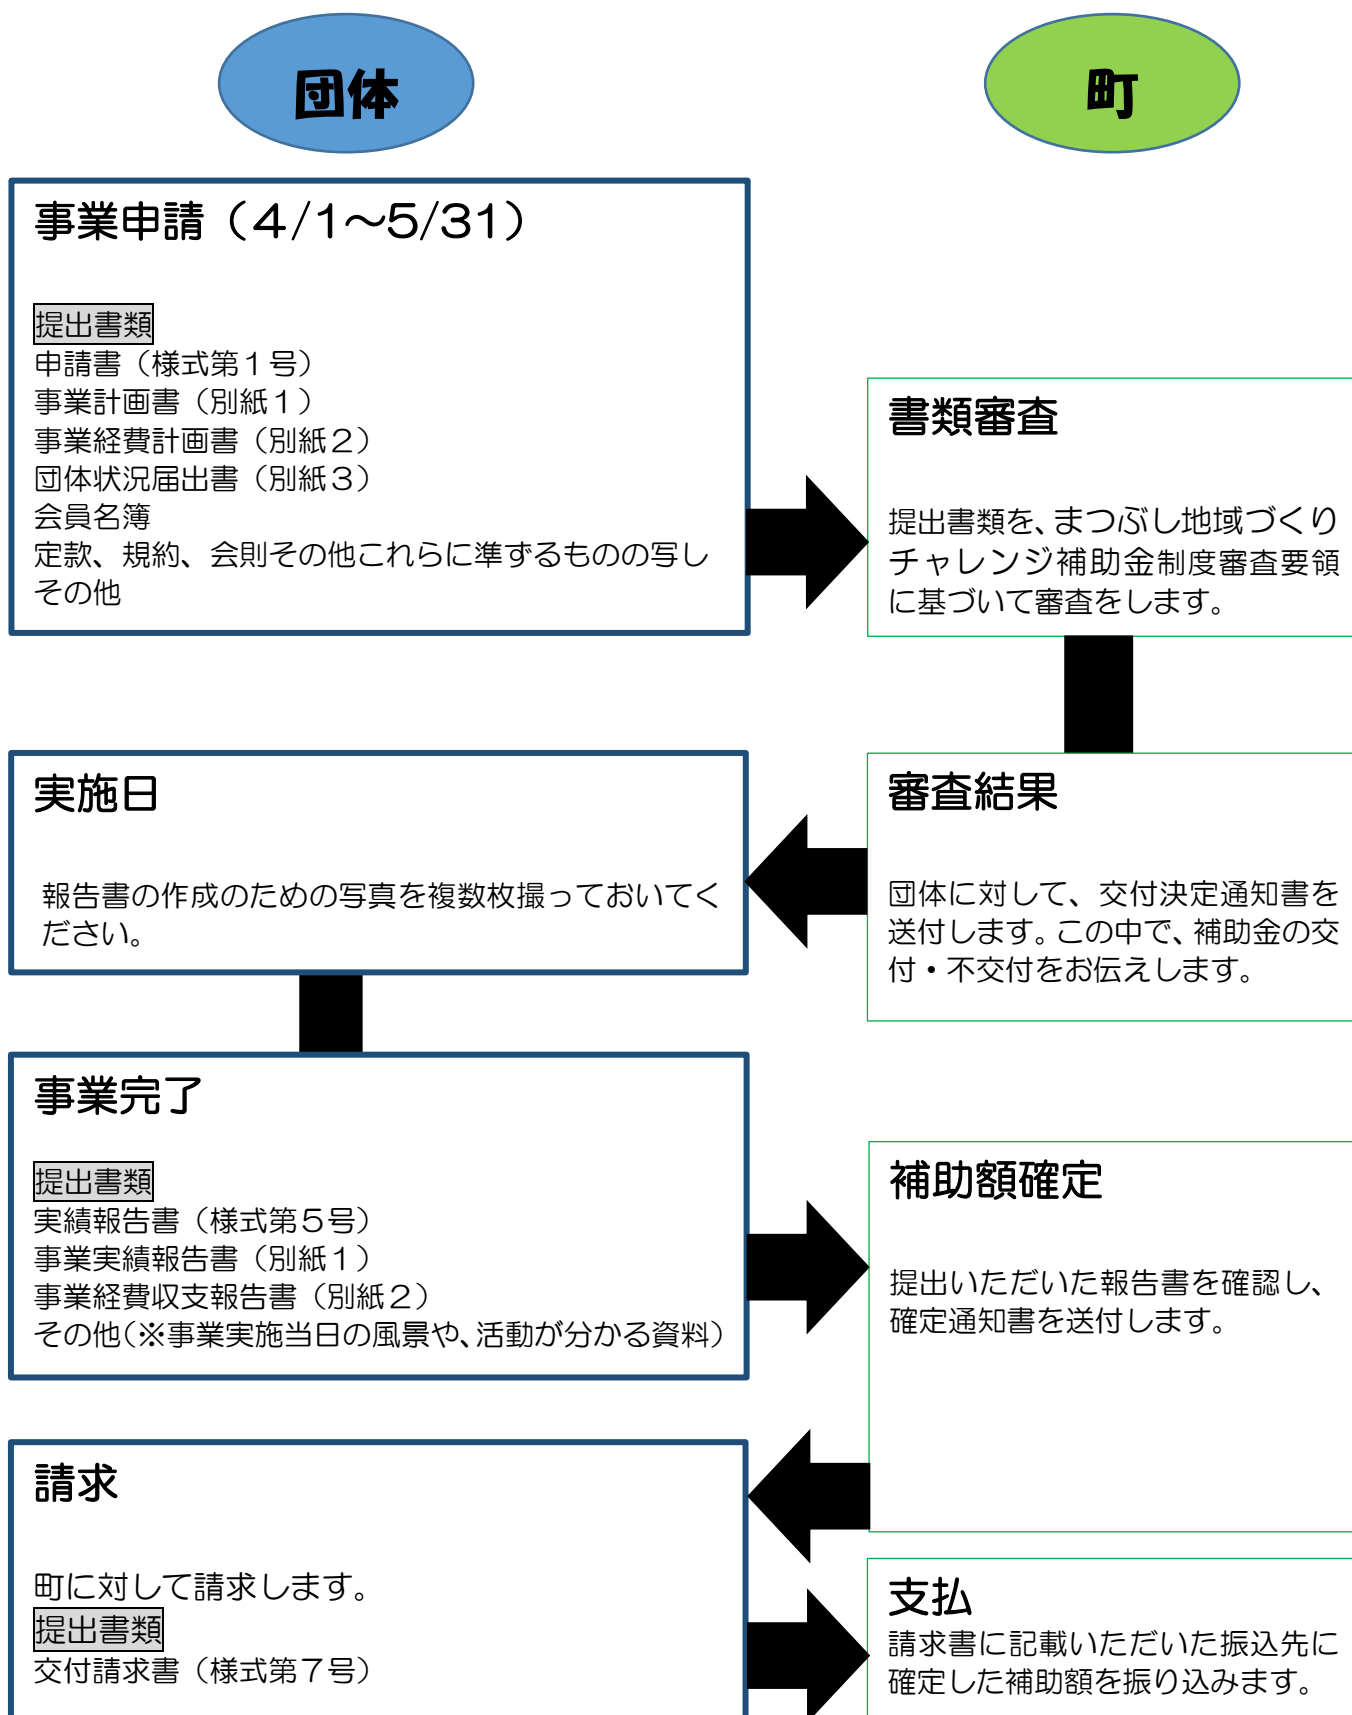 団体
町
事業申請（４/１～５/３１）
提出書類
申請書（様式第１号）
事業計画書（別紙１）
事業経費計画書（別紙２）
団体状況届出書（別紙３）
会員名簿
定款、規約、会則その他これらに準ずるものの写し
その他
書類審査
提出書類を、まつぶし地域づくり
チャレンジ補助金制度審査要領
に基づいて審査をします。
審査結果
団体に対して、交付決定通知書を
送付します。この中で、補助金の交
付・不交付をお伝えします。
実施日
報告書の作成のための写真を複数枚撮っておいてく
ださい。
事業完了
提出書類
実績報告書（様式第５号）
事業実績報告書（別紙１）
事業経費収支報告書（別紙２）
その他（※事業実施当日の風景や、活動が分かる資料）
補助額確定
提出いただいた報告書を確認し、
確定通知書を送付します。
請求
町に対して請求します。
提出書類
交付請求書（様式第７号）
支払
請求書に記載いただいた振込先に
確定した補助額を振り込みます。